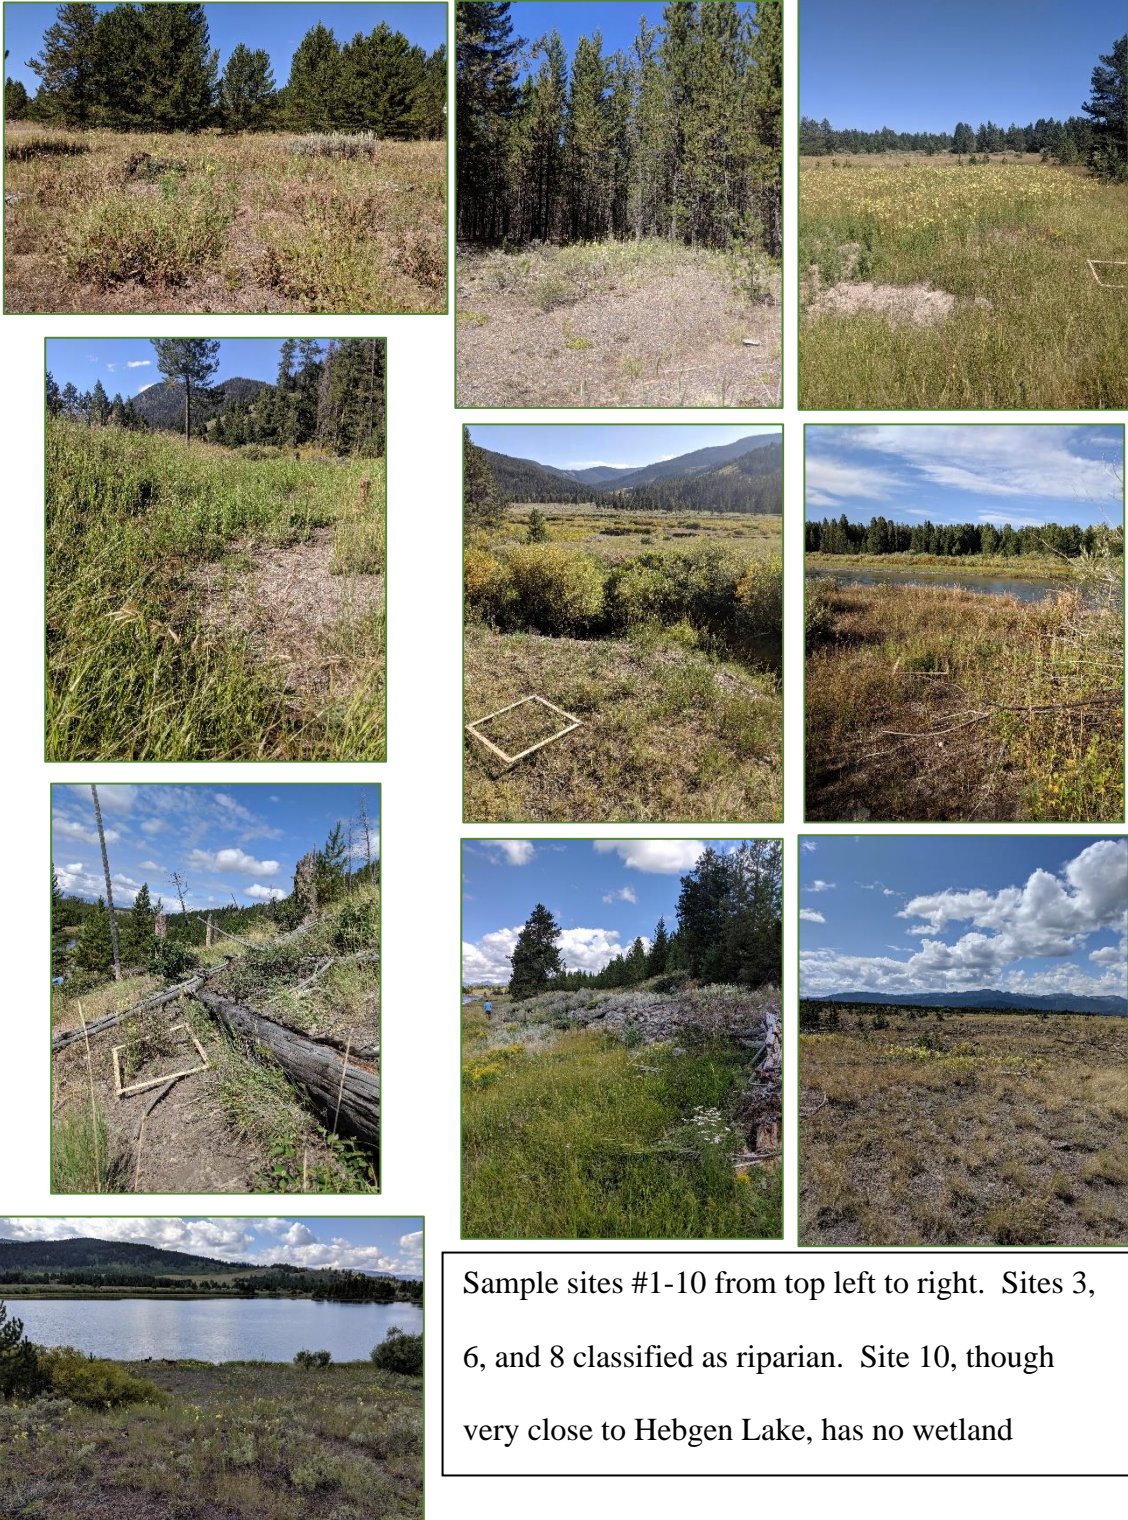 Sample sites #1-10 from top left to right.  Sites 3,
6, and 8 classified as riparian.  Site 10, though
very close to Hebgen Lake, has no wetland